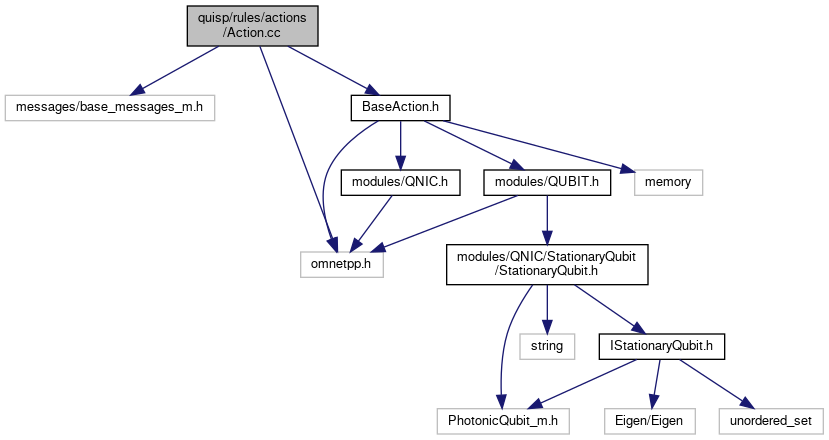 quisp/rules/actions
/Action.cc
messages/base_messages_m.h
BaseAction.h
modules/QNIC.h
modules/QUBIT.h
memory
omnetpp.h
modules/QNIC/StationaryQubit
/StationaryQubit.h
string
IStationaryQubit.h
PhotonicQubit_m.h
Eigen/Eigen
unordered_set